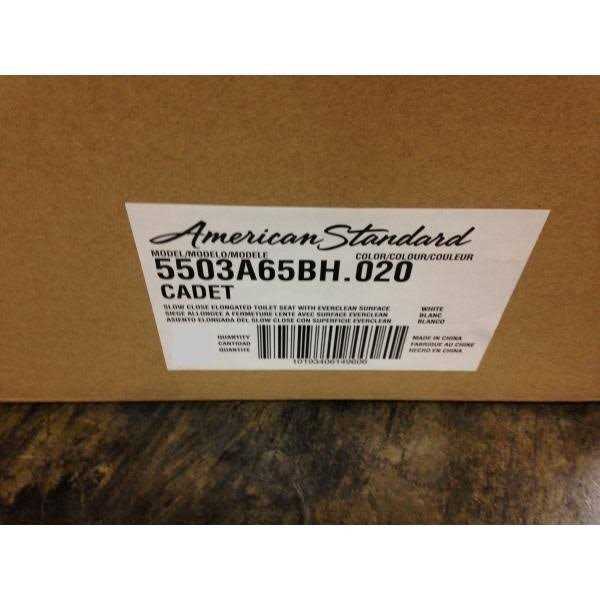 American Standard
MODEL/MODELO/MODELE COLOR/COLOUR/COULEUR
5503A65BH.020
CADET
SLOW CLOSE ELONGATED TOILET SEAT WITH EVERCLEAN SURFACE WHITE
SIEGE ALLONGEE A FERMETURE LENTE AVEC SURFACE EVERCLEAN BLANC
ASIENTO ELONGADA DEL SLOW CLOSE CON SUPERFICIE EVERCLEAN BLANCO
QUANTITY MADE IN CHINA
CANTIDAD FABRIQUE AU CHINE
QUANTITE HECHO EN CHINA